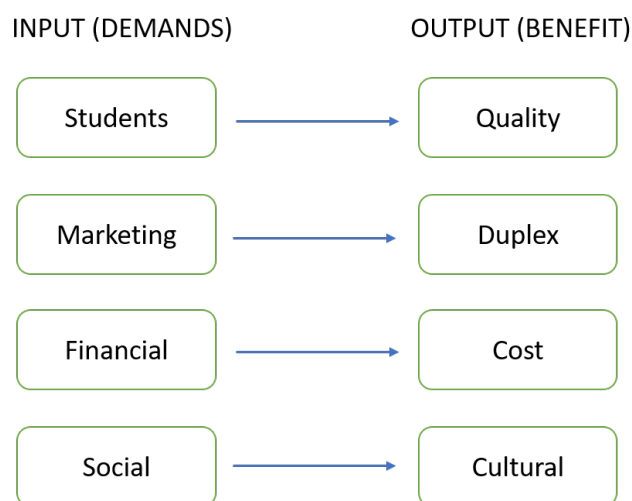 INPUT (DEMANDS) OUTPUT (BENEFIT)
Students Quality
Marketing Duplex
Financial Cost
Social Cultural